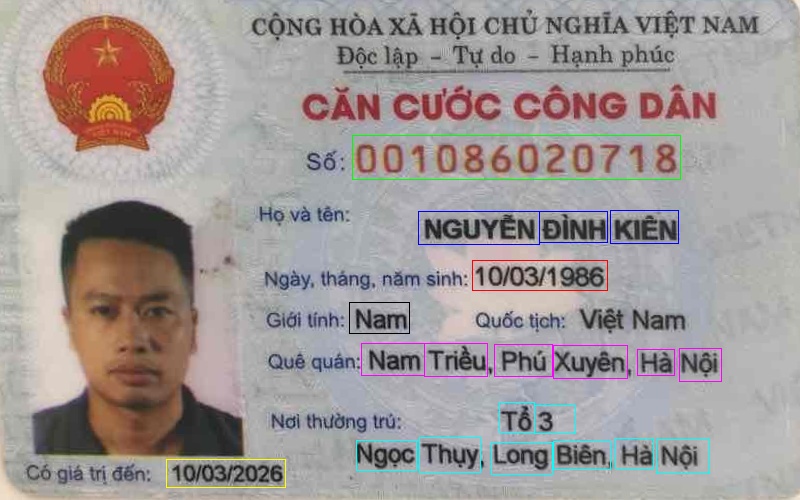 CỘNG HÒA XÃ HỘI CHỦ NGHĨA VIỆT NAM
Độc lập - Tự do - Hạnh phúc
CĂN CƯỚC CÔNG DÂN
Số: 001086020718
Họ và tên: NGUYỄN ĐÌNH KIÊN
Ngày, tháng, năm sinh: 10/03/1986
Giới tính: Nam Quốc tịch: Việt Nam
Quê quán: Nam Triều, Phú Xuyên, Hà Nội
Nơi thường trú: Tổ 3
Ngọc Thụy, Long Biên, Hà Nội
Có giá trị đến: 10/03/2026